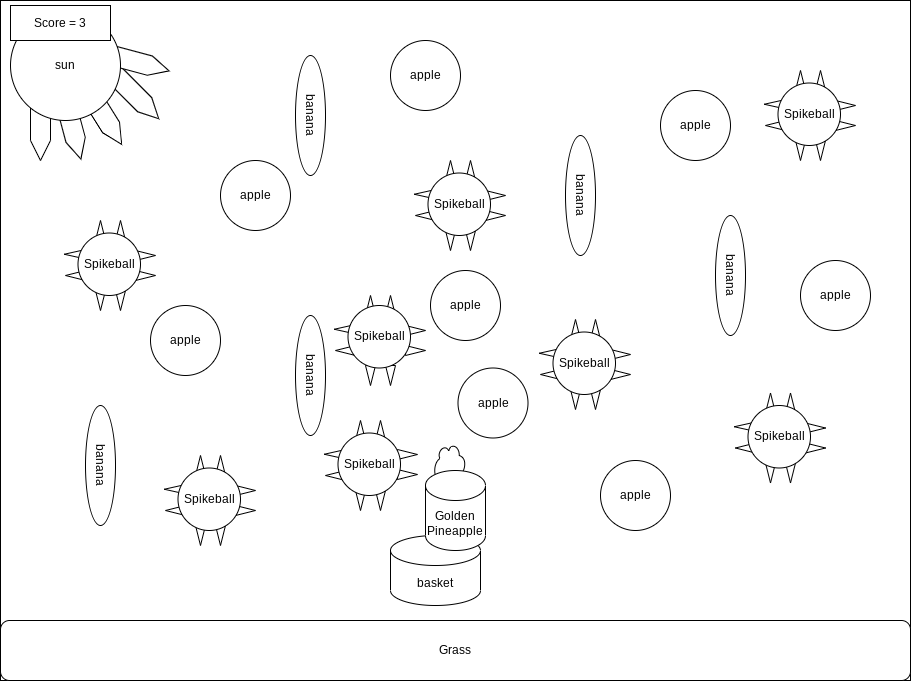 Score = 3
sun
apple
banana
Spikeball
apple
apple
banana
Spikeball
banana
Spikeball
apple
apple
Spikeball
apple
banana
Spikeball
apple
Spikeball
banana
Spikeball
Spikeball
apple
Golden
Pineapple
basket
Grass